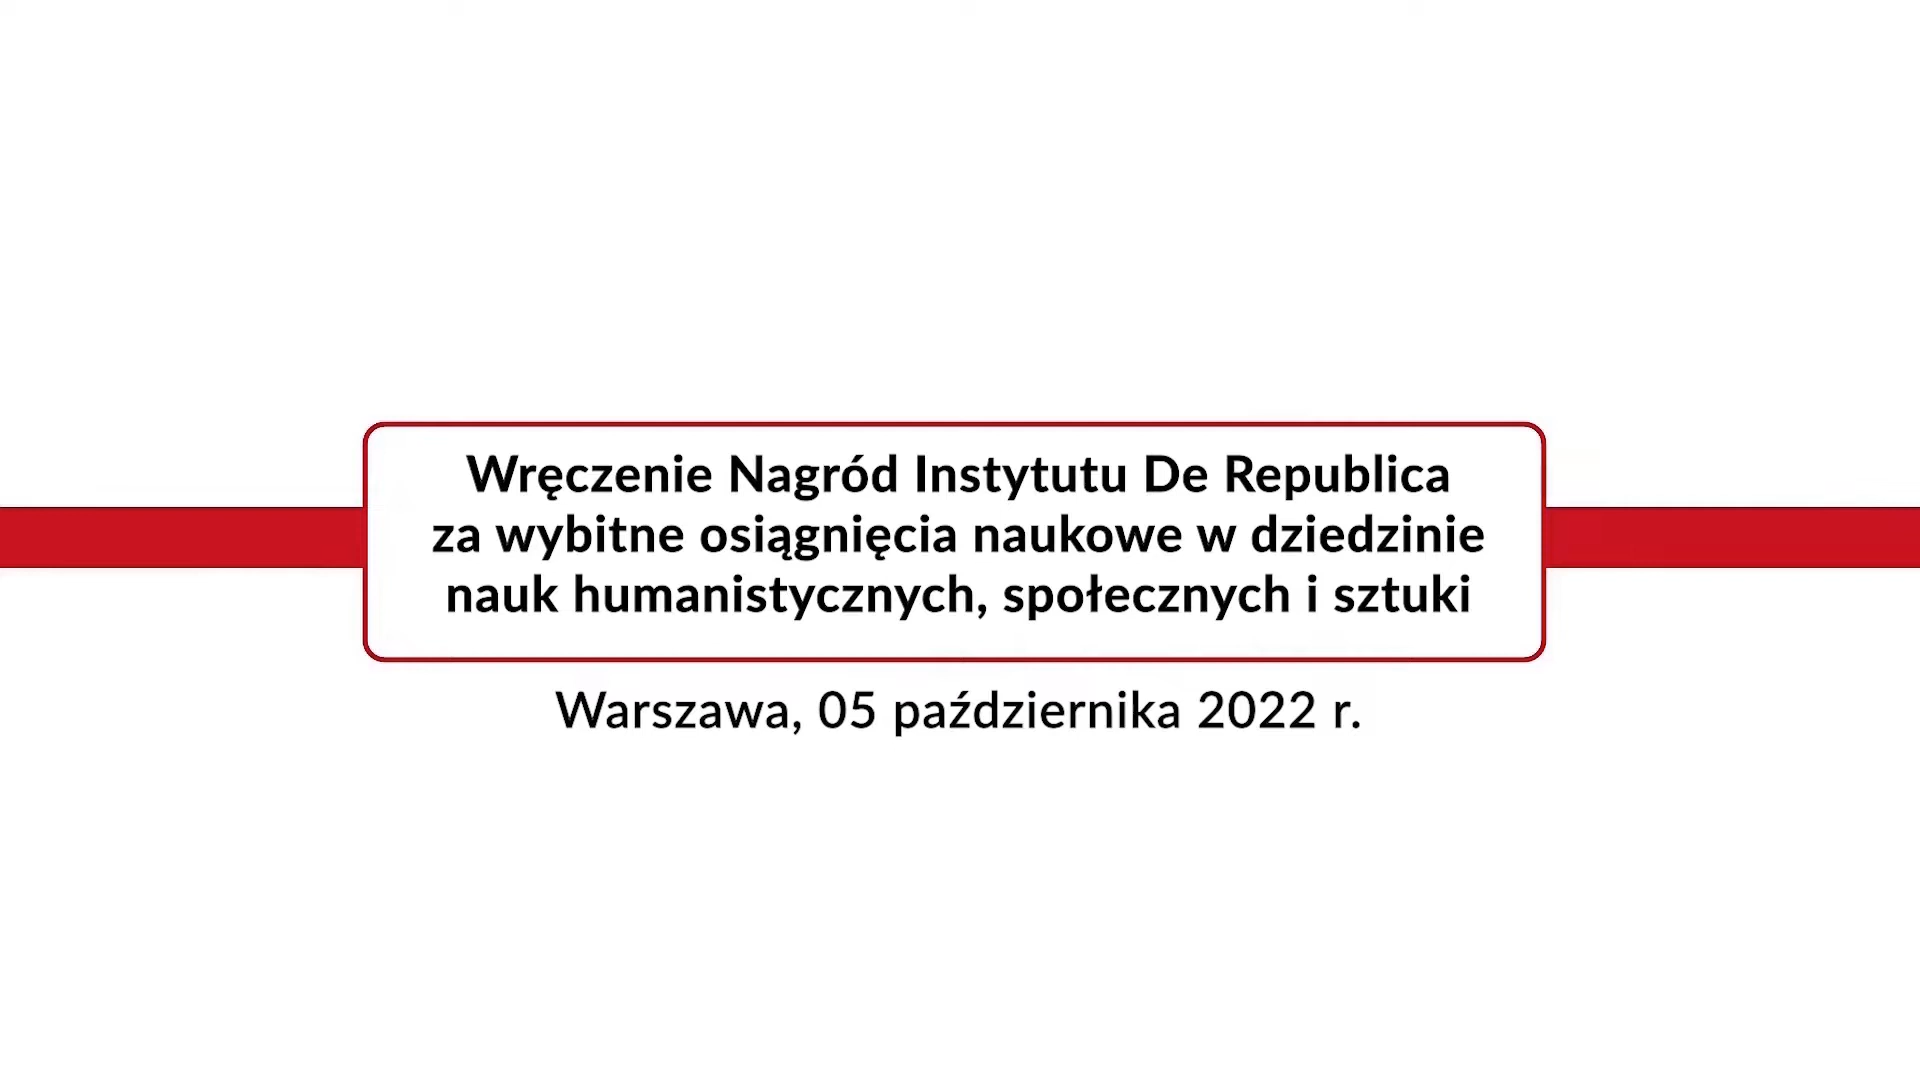 Wręczenie Nagród Instytutu De Republica
za wybitne osiągnięcia naukowe w dziedzinie
nauk humanistycznych, społecznych i sztuki
Warszawa, 05 października 2022 r.